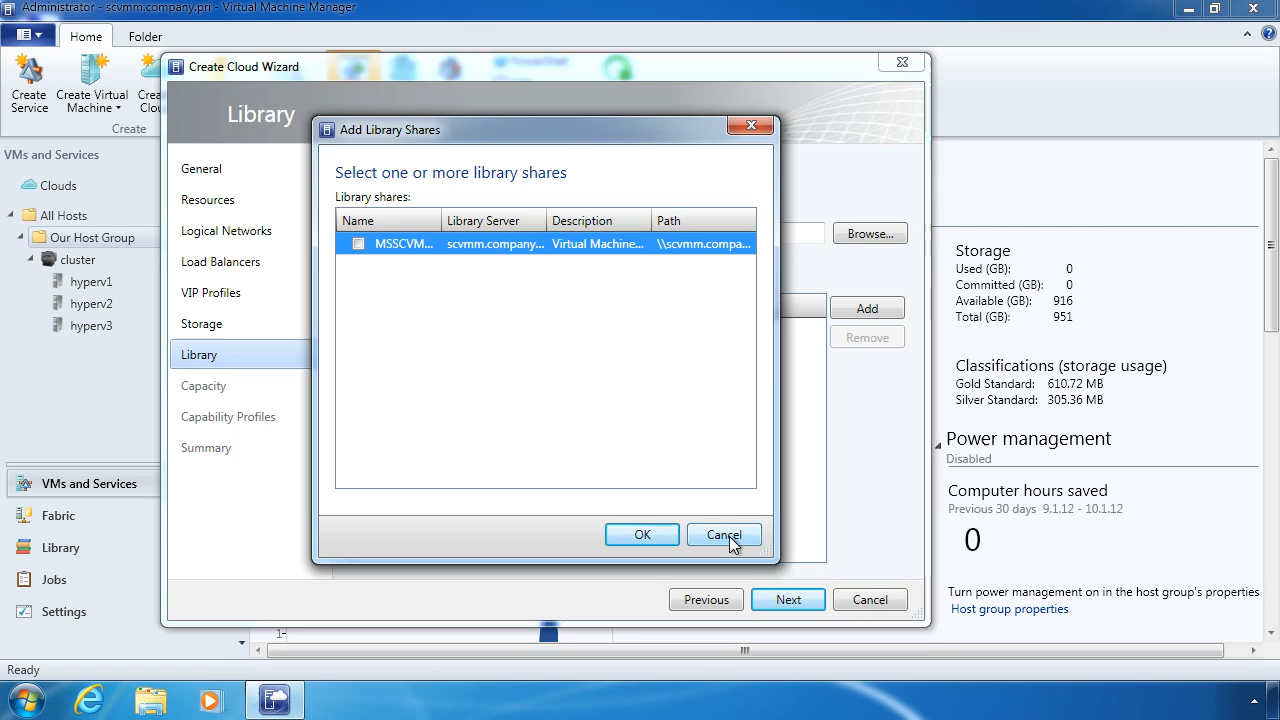 Administrator - scvmm.company.pri - Virtual Machine Manager
Home
Folder
Create Service
Create Virtual Machine
Create
VMs and Services
Clouds
All Hosts
Our Host Group
cluster
hyperv1
hyperv2
hyperv3
VMs and Services
Fabric
Library
Jobs
Settings
Create Cloud Wizard
Library
General
Resources
Logical Networks
Load Balancers
VIP Profiles
Storage
Library
Capacity
Capability Profiles
Summary
Browse...
Add
Remove
Previous
Next
Cancel
Add Library Shares
Select one or more library shares
Library shares:
Name Library Server Description Path
MSSCVM... scvmm.company... Virtual Machine... \\scvmm.compa...
OK
Cancel
Storage
Used (GB): 0
Committed (GB): 0
Available (GB): 916
Total (GB): 951
Classifications (storage usage)
Gold Standard: 610.72 MB
Silver Standard: 305.36 MB
Power management
Disabled
Computer hours saved
Previous 30 days 9.1.12 - 10.1.12
0
Turn power management on in the host group's properties
Host group properties
1
Ready